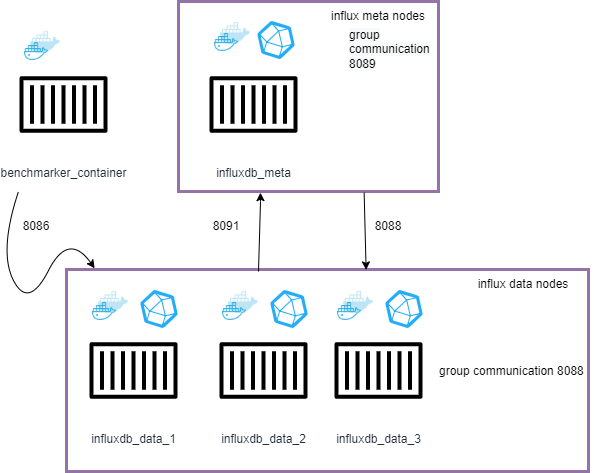 influx meta nodes
group
communication
8089
benchmarker_container
influxdb_meta
8086
8091
8088
influx data nodes
group communication 8088
influxdb_data_1
influxdb_data_2
influxdb_data_3